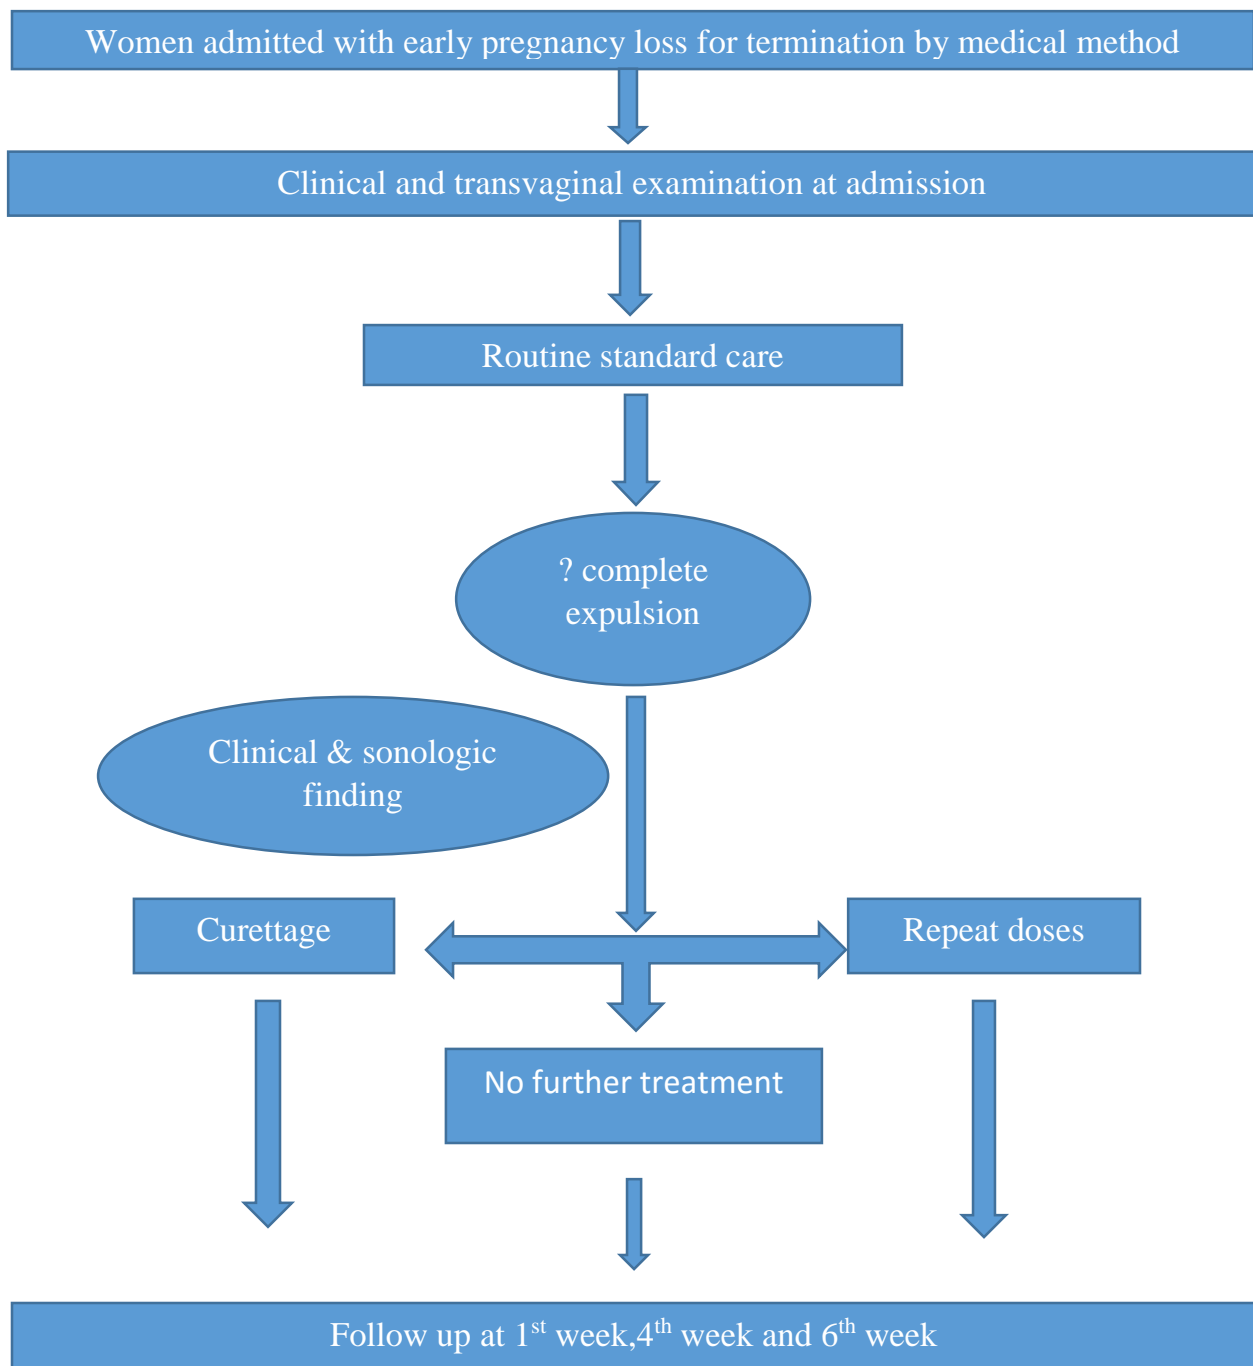 Women admitted with early pregnancy loss for termination by medical method
Clinical and transvaginal examination at admission
Routine standard care
? complete
expulsion
Clinical & sonologic
finding
Curettage
Repeat doses
No further treatment
Follow up at 1st week,4th week and 6th week